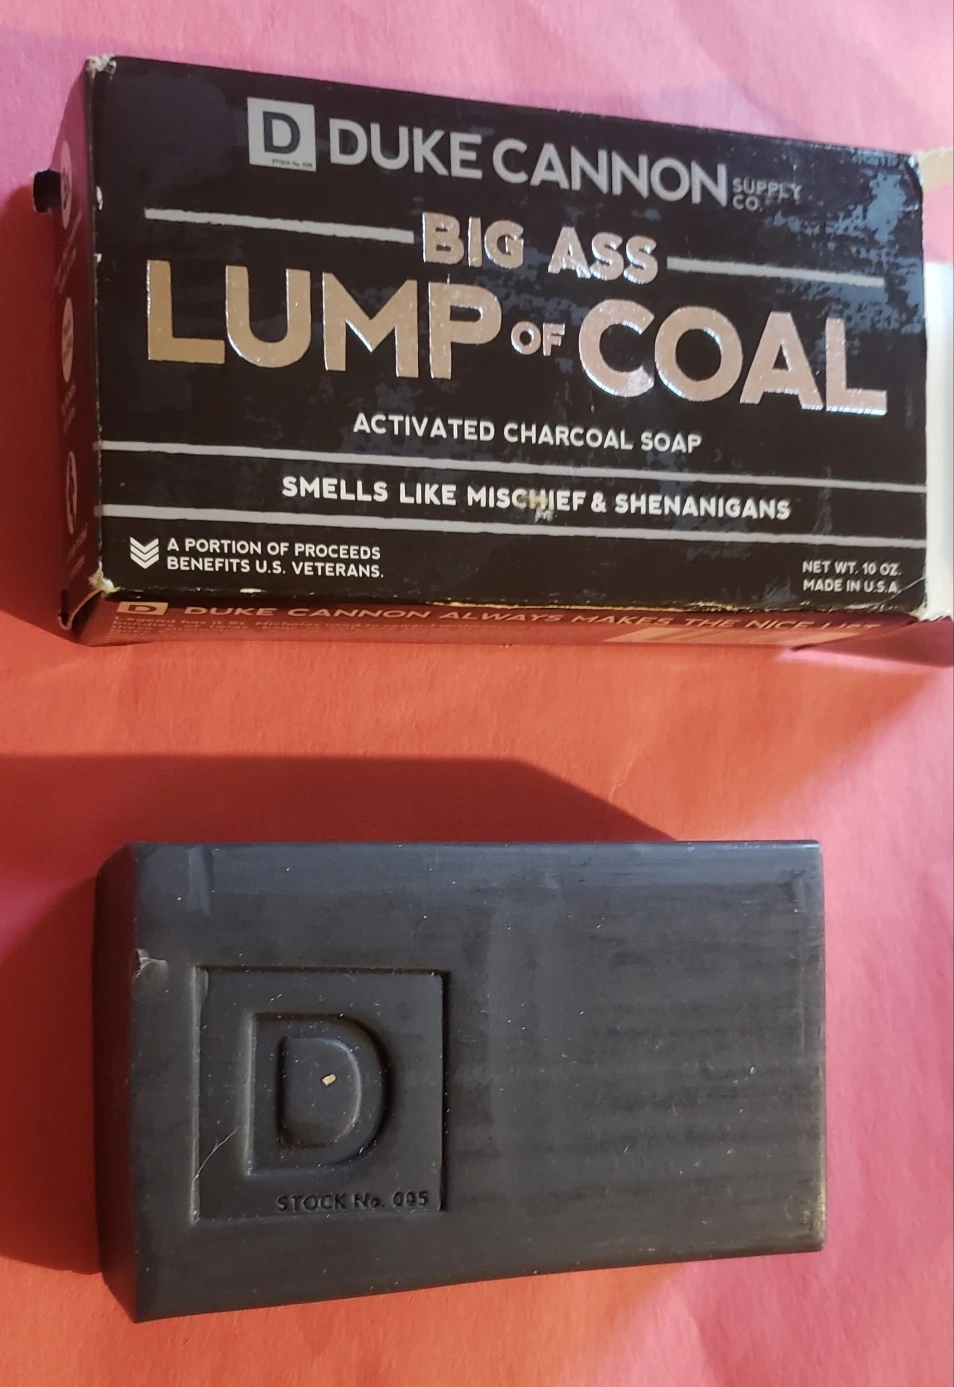 D
DUKE CANNON SUPPLY CO.
BIG ASS
LUMP OF COAL
ACTIVATED CHARCOAL SOAP
SMELLS LIKE MISCHIEF & SHENANIGANS
A PORTION OF PROCEEDS
BENEFITS U.S. VETERANS.
NET WT. 10 OZ.
MADE IN U.S.A.
D DUKE CANNON ALWAYS MAKES THE NICE LIST
D
STOCK No. 005